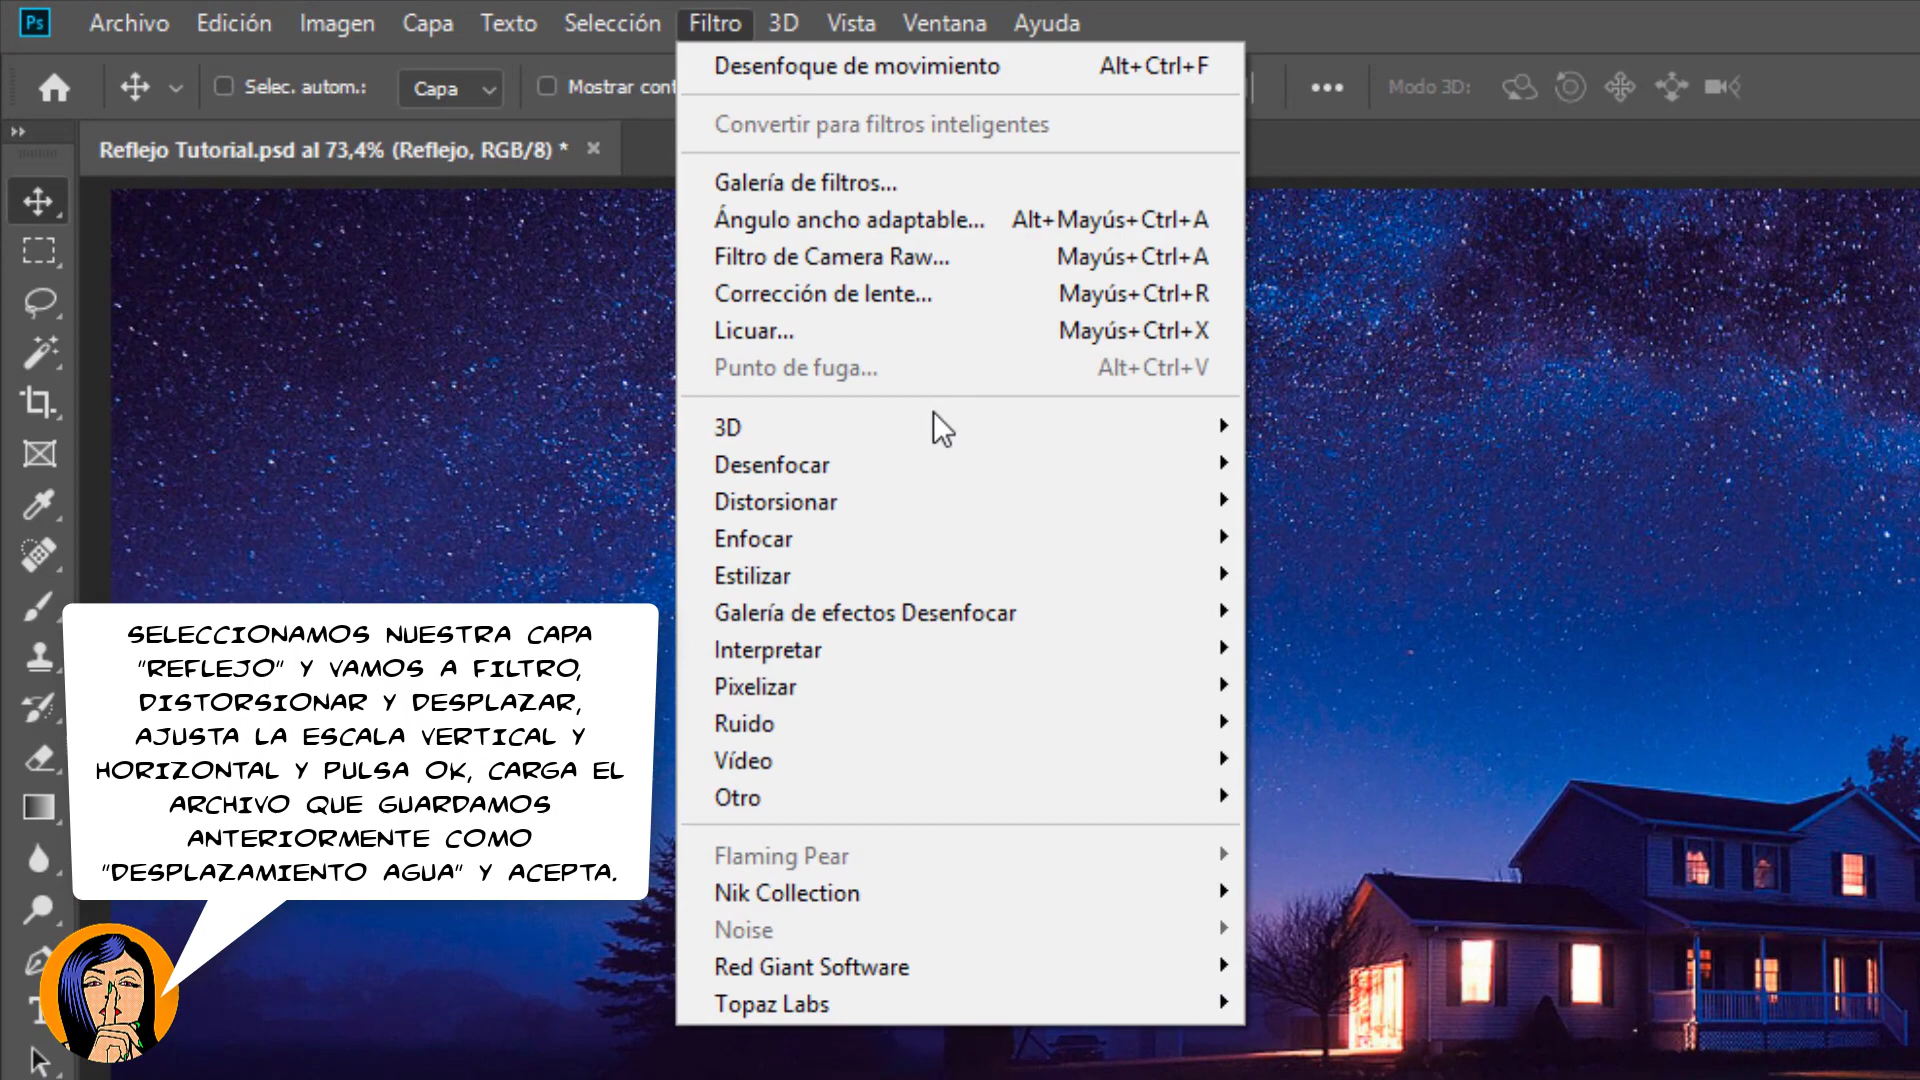 Ps Archivo Edición Imagen Capa Texto Selección Filtro 3D Vista Ventana Ayuda
Selec. autom.: Capa Mostrar cont Modo 3D:
Reflejo Tutorial.psd al 73,4% (Reflejo, RGB/8) *
Desenfoque de movimiento Alt+Ctrl+F
Convertir para filtros inteligentes
Galería de filtros...
Ángulo ancho adaptable... Alt+Mayús+Ctrl+A
Filtro de Camera Raw... Mayús+Ctrl+A
Corrección de lente... Mayús+Ctrl+R
Licuar... Mayús+Ctrl+X
Punto de fuga... Alt+Ctrl+V
3D
Desenfocar
Distorsionar
Enfocar
Estilizar
Galería de efectos Desenfocar
Interpretar
Pixelizar
Ruido
Vídeo
Otro
Flaming Pear
Nik Collection
Noise
Red Giant Software
Topaz Labs
SELECCIONAMOS NUESTRA CAPA
"REFLEJO" Y VAMOS A FILTRO,
DISTORSIONAR Y DESPLAZAR,
AJUSTA LA ESCALA VERTICAL Y
HORIZONTAL Y PULSA OK, CARGA EL
ARCHIVO QUE GUARDAMOS
ANTERIORMENTE COMO
"DESPLAZAMIENTO AGUA" Y ACEPTA.